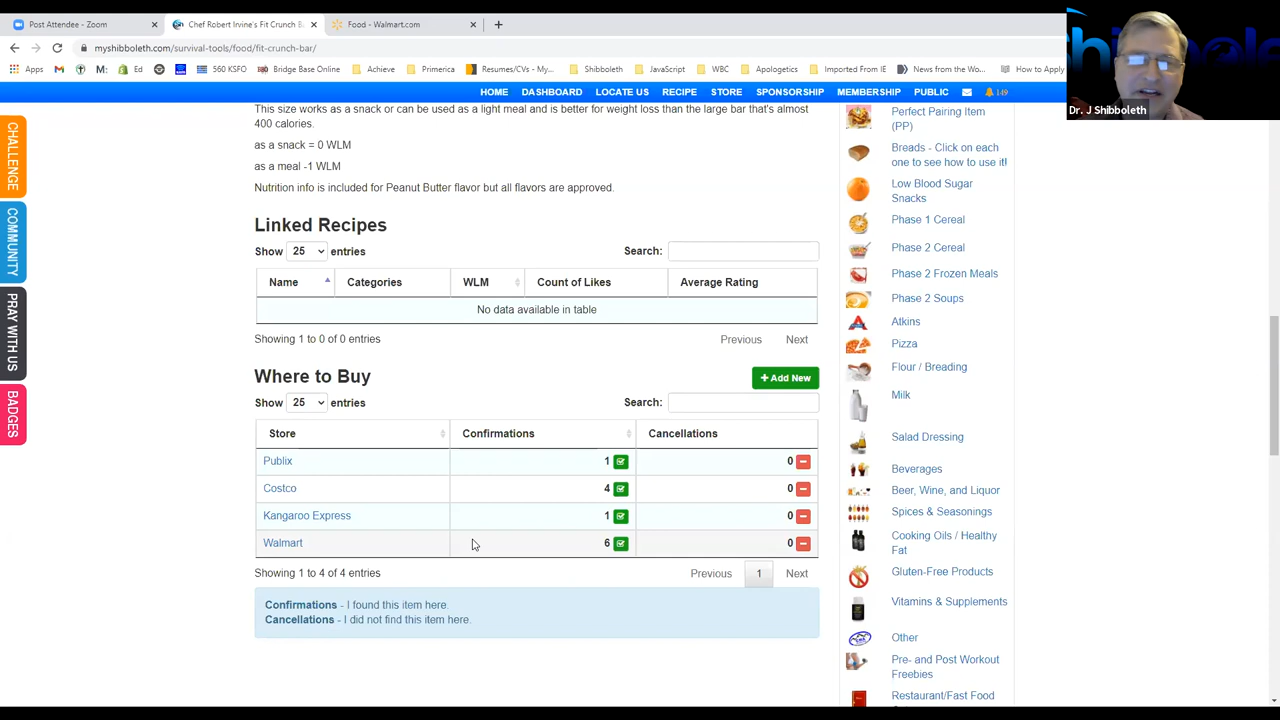 Post Attendee - Zoom
Chef Robert Irvine's Fit Crunch B
Food - Walmart.com
myshibboleth.com/survival-tools/food/fit-crunch-bar/
Apps
Ed
560 KSFO
Bridge Base Online
Achieve
Primerica
Resumes/CVs - My...
Shibboleth
JavaScript
WBC
Apologetics
Imported From IE
News from the Wo...
How to Apply
Dr. J Shibboleth
HOME
DASHBOARD
LOCATE US
RECIPE
STORE
SPONSORSHIP
MEMBERSHIP
PUBLIC
149
CHALLENGE
COMMUNITY
PRAY WITH US
BADGES
This size works as a snack or can be used as a light meal and is better for weight loss than the large bar that's almost
400 calories.
as a snack = 0 WLM
as a meal -1 WLM
Nutrition info is included for Peanut Butter flavor but all flavors are approved.
Linked Recipes
Show 25 entries
Search:
Name
Categories
WLM
Count of Likes
Average Rating
No data available in table
Showing 1 to 0 of 0 entries
Previous
Next
Where to Buy
+ Add New
Show 25 entries
Search:
Store
Confirmations
Cancellations
Publix 1 0
Costco 4 0
Kangaroo Express 1 0
Walmart 6 0
Showing 1 to 4 of 4 entries
Previous
1
Next
Confirmations - I found this item here.
Cancellations - I did not find this item here.
Perfect Pairing Item
(PP)
Breads - Click on each
one to see how to use it!
Low Blood Sugar
Snacks
Phase 1 Cereal
Phase 2 Cereal
Phase 2 Frozen Meals
Phase 2 Soups
Atkins
Pizza
Flour / Breading
Milk
Salad Dressing
Beverages
Beer, Wine, and Liquor
Spices & Seasonings
Cooking Oils / Healthy
Fat
Gluten-Free Products
Vitamins & Supplements
Other
Pre- and Post Workout
Freebies
Restaurant/Fast Food